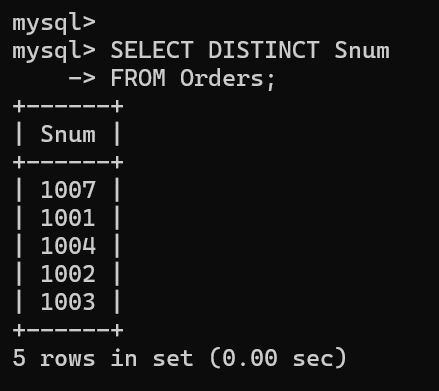 mysql>
mysql> SELECT DISTINCT Snum
    -> FROM Orders;
+------+
| Snum |
+------+
| 1007 |
| 1001 |
| 1004 |
| 1002 |
| 1003 |
+------+
5 rows in set (0.00 sec)